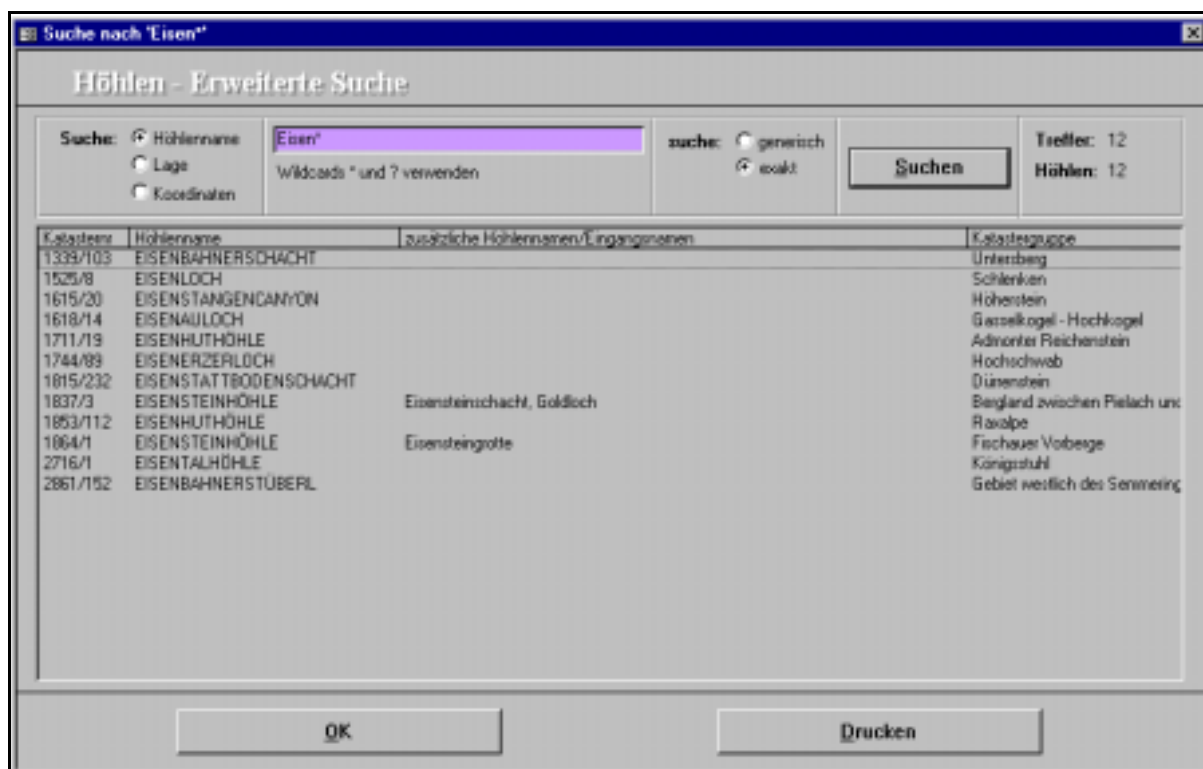 Suche nach 'Eisen*'
Höhlen - Erweiterte Suche
Suche: Höhlenname
Lage
Koordinaten
Eisen*
Wildcards * und ? verwenden
suche: generisch
exakt
Suchen
Treffer: 12
Höhlen: 12
Katasternr Höhlenname zusätzliche Höhlennamen/Eingangsnamen Katastergruppe
1339/103 EISENBAHNERSCHACHT Untersberg
1525/8 EISENLOCH Schlenken
1615/20 EISENSTANGENCANYON Höherstein
1618/14 EISENAULOCH Gasselkogel - Hochkogel
1711/19 EISENHUTHÖHLE Admonter Reichenstein
1744/89 EISENERZERLOCH Hochschwab
1815/232 EISENSTATTBODENSCHACHT Dürrenstein
1837/3 EISENSTEINHÖHLE Eisensteinschacht, Goldloch Bergland zwischen Pielach und
1853/112 EISENHUTHÖHLE Raxalpe
1864/1 EISENSTEINHÖHLE Eisensteingrotte Fischauer Vorberge
2716/1 EISENTALHÖHLE Königsstuhl
2861/152 EISENBAHNERSTÜBERL Gebiet westlich des Semmering
OK
Drucken